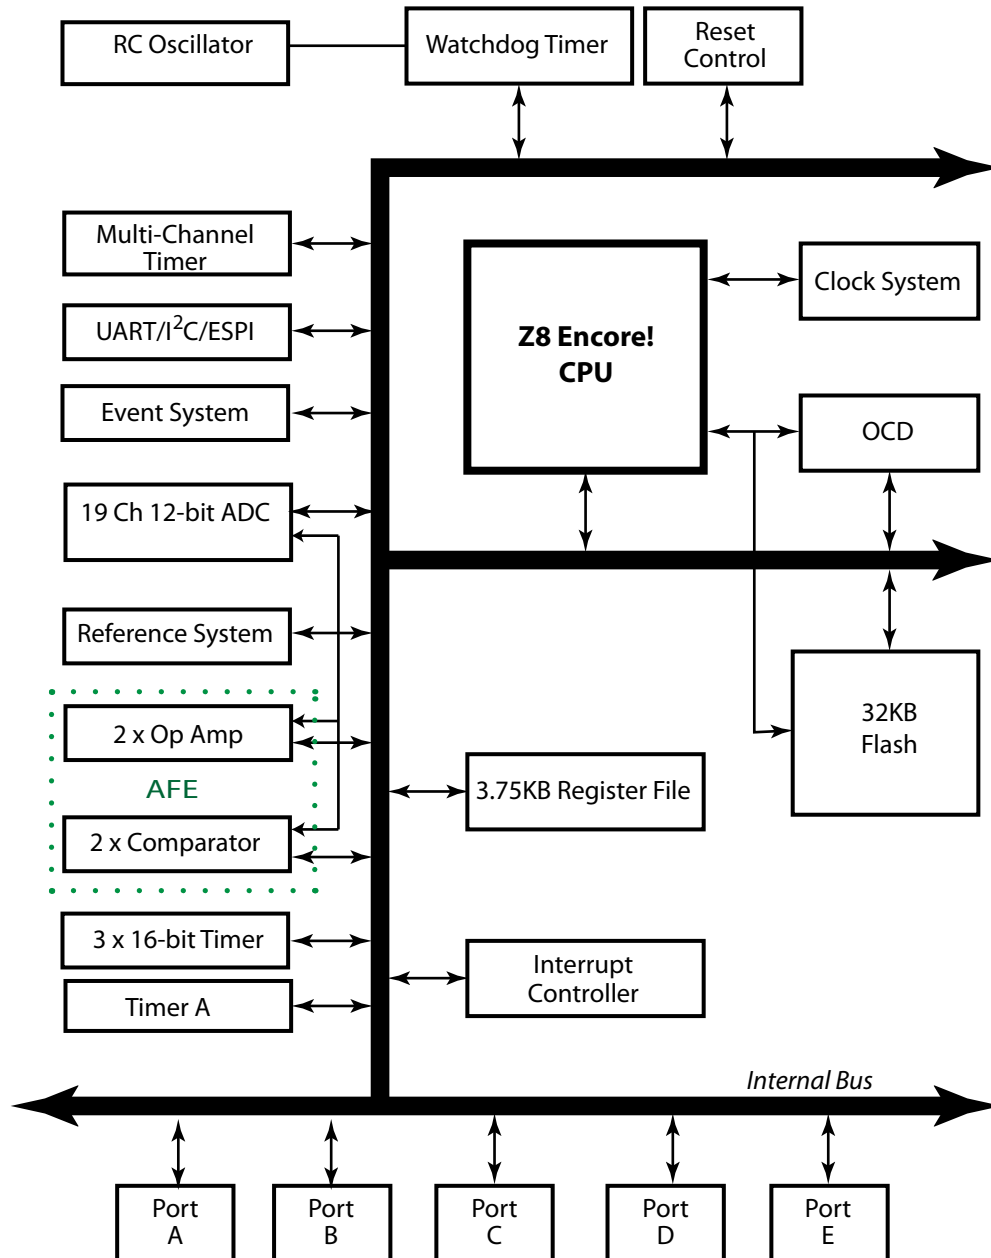 RC Oscillator
Watchdog Timer
Reset
Control
Multi-Channel
Timer
Clock System
UART/I²C/ESPI
Z8 Encore!
CPU
Event System
OCD
19 Ch 12-bit ADC
Reference System
2 x Op Amp
32KB
Flash
AFE
3.75KB Register File
2 x Comparator
3 x 16-bit Timer
Interrupt
Controller
Timer A
Internal Bus
Port
A
Port
B
Port
C
Port
D
Port
E